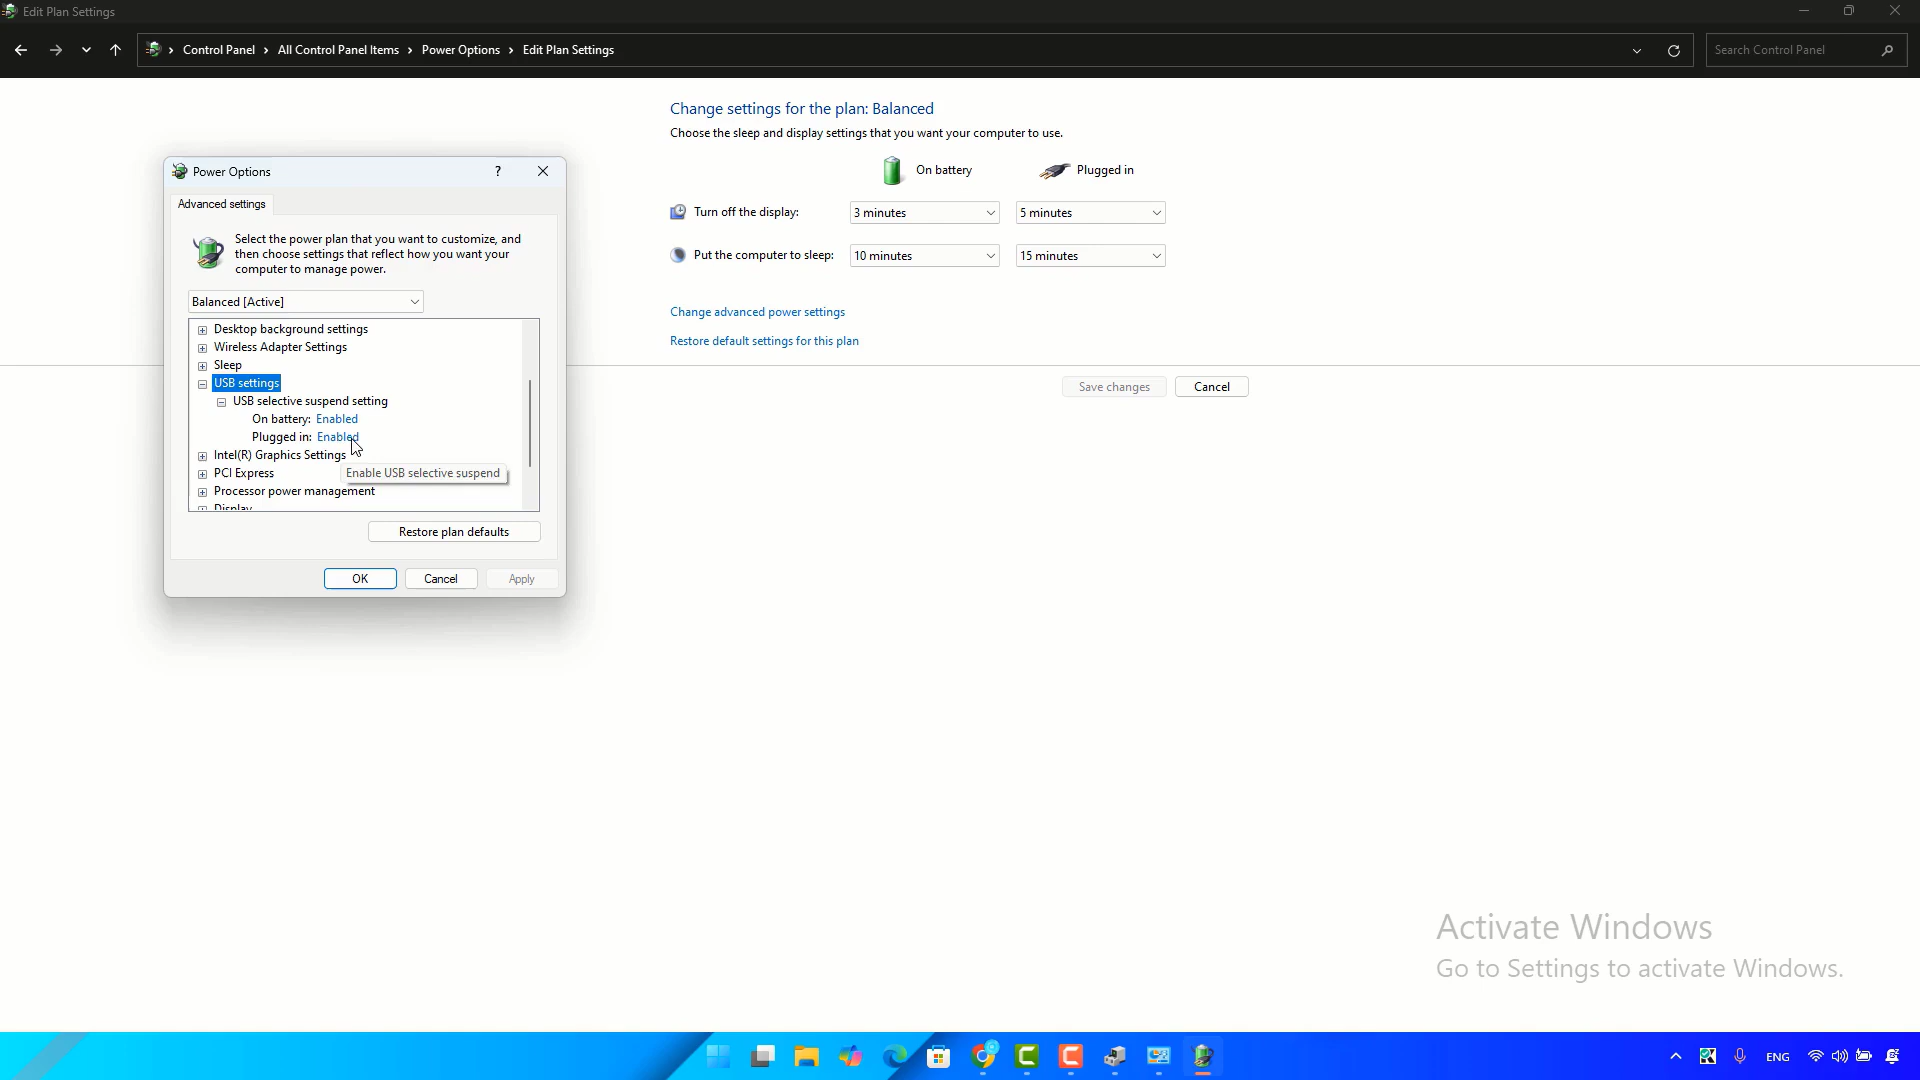 Edit Plan Settings
Control Panel > All Control Panel Items > Power Options > Edit Plan Settings
Search Control Panel
Change settings for the plan: Balanced
Choose the sleep and display settings that you want your computer to use.
On battery
Plugged in
Turn off the display:
3 minutes
5 minutes
Put the computer to sleep:
10 minutes
15 minutes
Change advanced power settings
Restore default settings for this plan
Save changes
Cancel
Power Options
?
Advanced settings
Select the power plan that you want to customize, and
then choose settings that reflect how you want your
computer to manage power.
Balanced [Active]
Desktop background settings
Wireless Adapter Settings
Sleep
USB settings
USB selective suspend setting
On battery: Enabled
Plugged in: Enabled
Intel(R) Graphics Settings
PCI Express
Enable USB selective suspend
Processor power management
Display
Restore plan defaults
OK
Cancel
Apply
Activate Windows
Go to Settings to activate Windows.
ENG